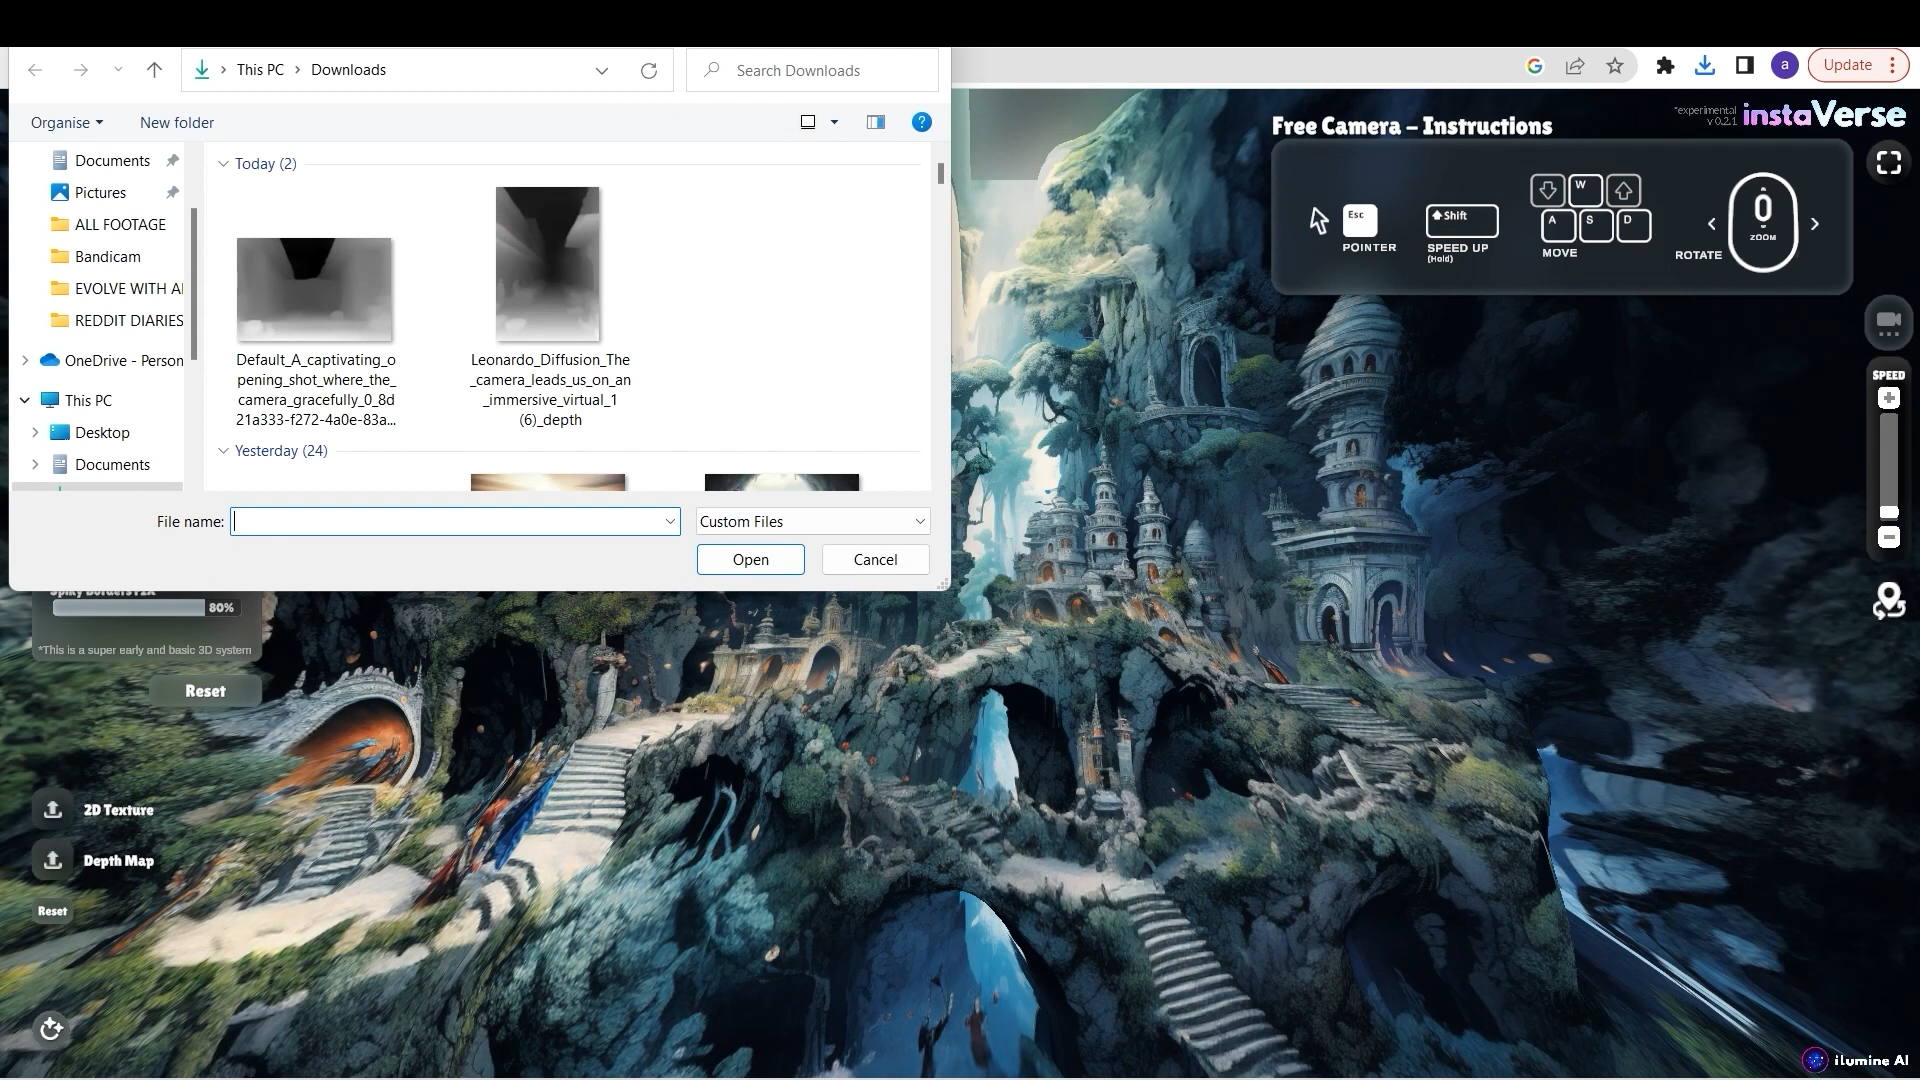 This PC
Downloads
Search Downloads
a
Update
Organise
New folder
?
Documents
Pictures
ALL FOOTAGE
Bandicam
EVOLVE WITH AI
REDDIT DIARIES
OneDrive - Person
This PC
Desktop
Documents
Today (2)
Default_A_captivating_o
pening_shot_where_the_
camera_gracefully_0_8d
21a333-f272-4a0e-83a...
Leonardo_Diffusion_The
_camera_leads_us_on_an
_immersive_virtual_1
(6)_depth
Yesterday (24)
File name:
Custom Files
Open
Cancel
*experimental
v 0.2.1
instaVerse
Free Camera – Instructions
Esc
POINTER
Shift
SPEED UP
(Hold)
W
A
S
D
MOVE
ROTATE
ZOOM
SPEED
80%
*This is a super early and basic 3D system
Reset
2D Texture
Depth Map
Reset
ilumine AI